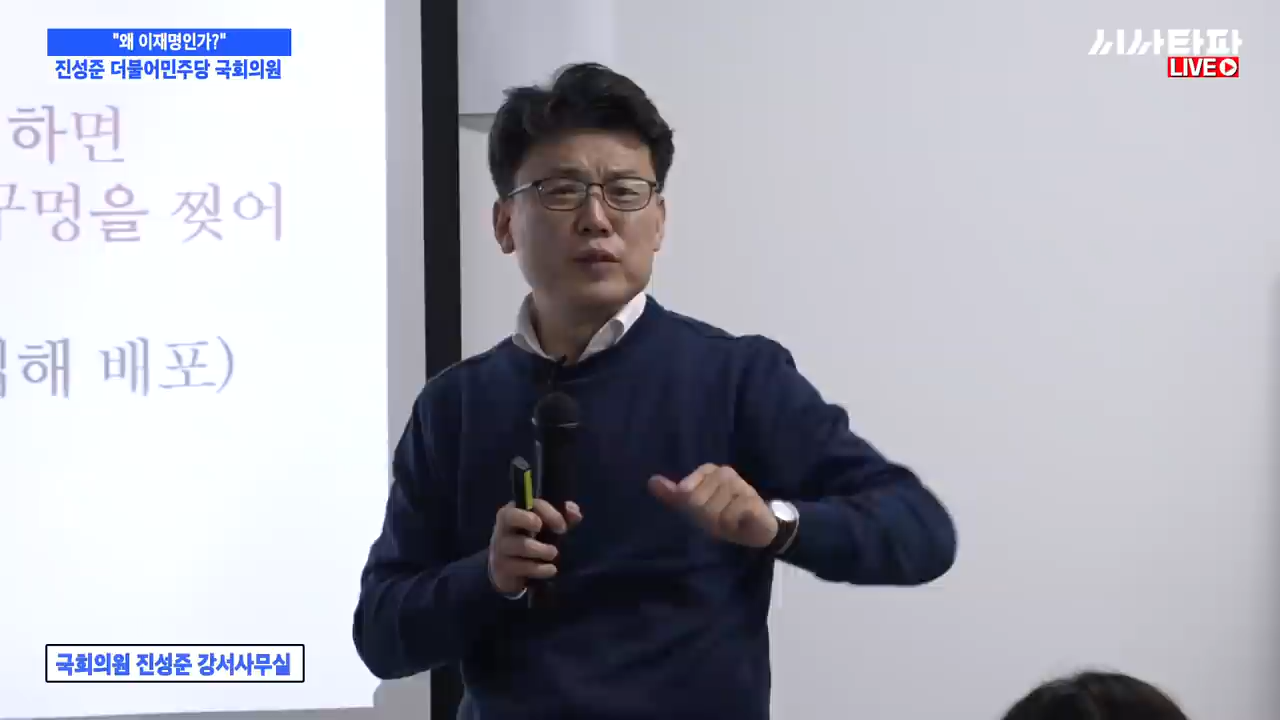 "왜 이재명인가?"
진성준 더불어민주당 국회의원
시사타파
LIVE
하면
구멍을 찢어
배포)
국회의원 진성준 강서사무실